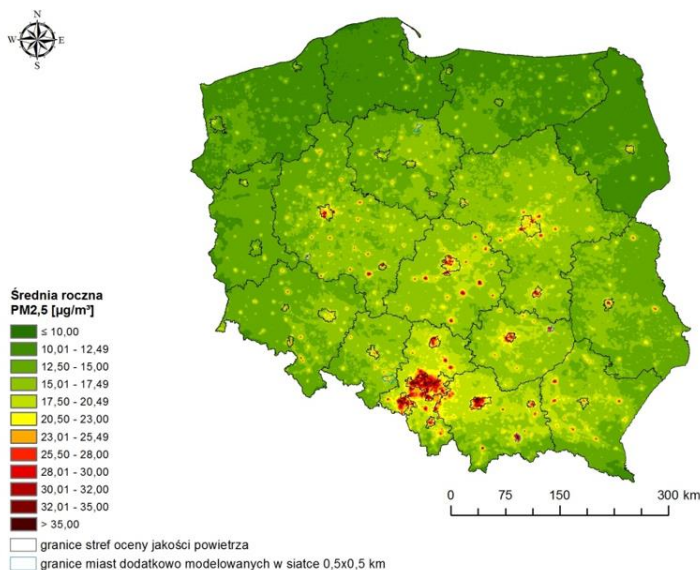 N
W E
S
Średnia roczna
PM2,5 [µg/m³]
≤ 10,00
10,01 - 12,49
12,50 - 15,00
15,01 - 17,49
17,50 - 20,49
20,50 - 23,00
23,01 - 25,49
25,50 - 28,00
28,01 - 30,00
30,01 - 32,00
32,01 - 35,00
> 35,00
granice stref oceny jakości powietrza
granice miast dodatkowo modelowanych w siatce 0,5x0,5 km
0 75 150 300 km